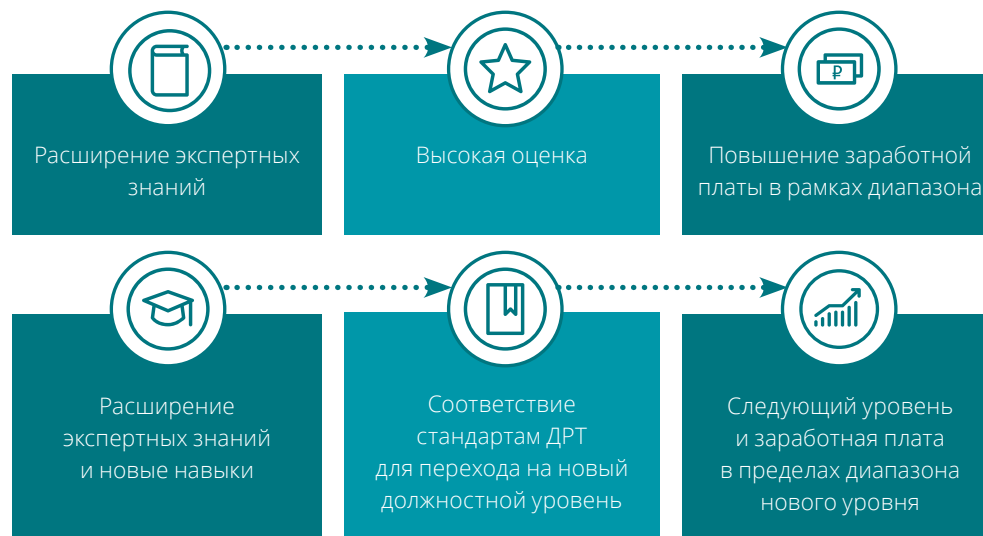 Расширение экспертных
знаний
Высокая оценка
₽
Повышение заработной
платы в рамках диапазона
Расширение
экспертных знаний
и новые навыки
Соответствие
стандартам ДРТ
для перехода на новый
должностной уровень
Следующий уровень
и заработная плата
в пределах диапазона
нового уровня